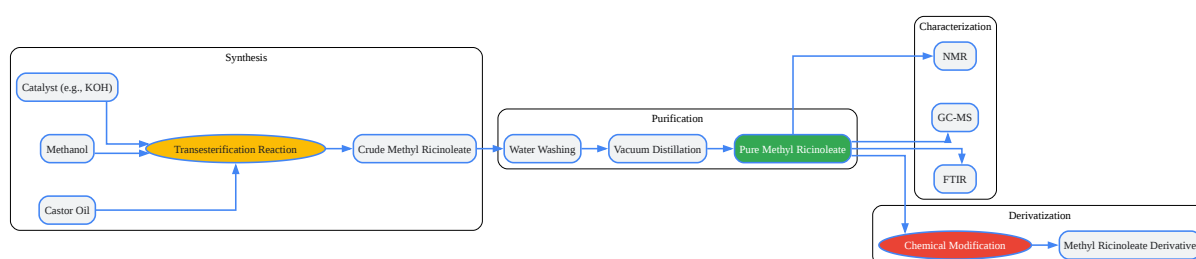 Synthesis
Catalyst (e.g., KOH)
Methanol
Castor Oil
Transesterification Reaction
Crude Methyl Ricinoleate
Purification
Water Washing
Vacuum Distillation
Pure Methyl Ricinoleate
Characterization
NMR
GC-MS
FTIR
Derivatization
Chemical Modification
Methyl Ricinoleate Derivative